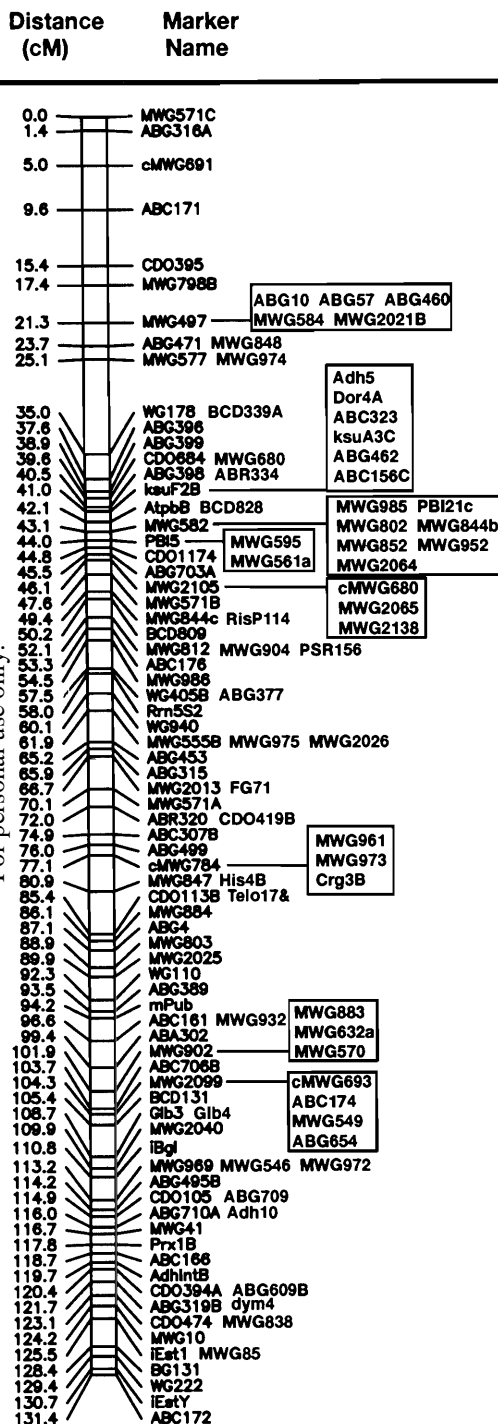 Distance (cM) Marker Name
0.0 MWG571C
1.4 ABG316A
5.0 cMWG691
9.6 ABC171
15.4 CDO395
17.4 MWG798B
ABG10 ABG57 ABG460
21.3 MWG497 MWG584 MWG2021B
23.7 ABG471 MWG848
25.1 MWG577 MWG974
Adh5
Dor4A
35.0 WG178 BCD339A ABC323
37.6 ABG396 ksuA3C
38.9 ABG399
39.6 CDO684 MWG680 ABG462
40.5 ABG398 ABR334 ABC156C
41.0 ksuF2B
42.1 AtpbB BCD828 MWG985 PBI21c
43.1 MWG582 MWG802 MWG844b
44.0 PBI5 MWG595 MWG852 MWG952
44.8 CDO1174 MWG561a MWG2064
45.5 ABG703A
46.1 MWG2105 cMWG680
47.6 MWG571B MWG2065
49.4 MWG844c RisP114 MWG2138
50.2 BCD809
52.1 MWG812 MWG904 PSR156
53.3 ABC176
54.5 MWG986
57.5 WG405B ABG377
58.0 Rrn5S2
60.1 WG940
61.9 MWG555B MWG975 MWG2026
65.2 ABG453
65.9 ABG315
66.7 MWG2013 FG71
70.1 MWG571A
72.0 ABR320 CDO419B
74.9 ABC307B MWG961
76.0 ABG499 MWG973
77.1 cMWG784 Crg3B
80.9 MWG847 His4B
85.4 CDO113B Telo17&
86.1 MWG884
87.1 ABG4
88.9 MWG803
89.9 MWG2025
92.3 WG110
93.5 ABG389
94.2 mPub
96.6 ABC161 MWG932 MWG883
99.4 ABA302 MWG632a
101.9 MWG902 MWG570
103.7 ABC706B
104.3 MWG2099 cMWG693
105.4 BCD131 ABC174
108.7 Glb3 Glb4 MWG549
109.9 MWG2040 ABG654
110.8 iBgl
113.2 MWG969 MWG546 MWG972
114.2 ABG495B
114.9 CDO105 ABG709
116.0 ABG710A Adh10
116.7 MWG41
117.8 Prx1B
118.7 ABC166
119.7 AdhIntB
120.4 CDO394A ABG609B
121.7 ABG319B dym4
123.1 CDO474 MWG838
124.2 MWG10
125.5 iEst1 MWG85
128.4 BG131
129.4 WG222
130.7 iEstY
131.4 ABC172
For personal use only.